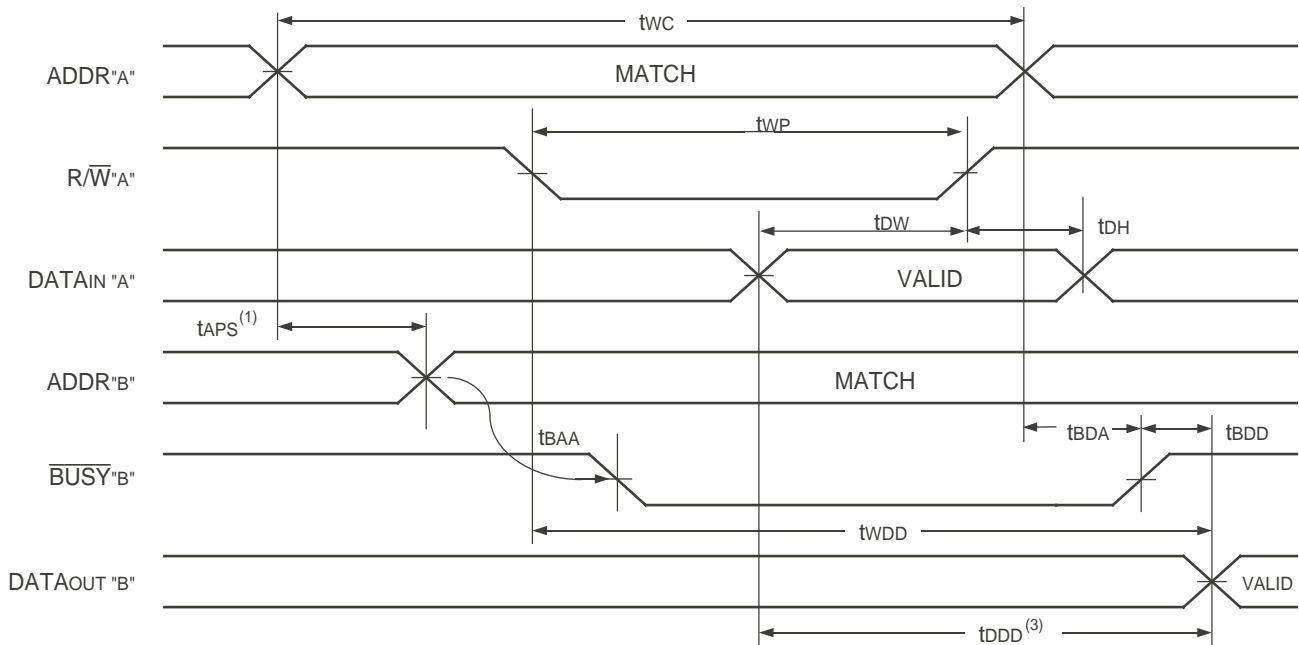 tWC
ADDR"A"
MATCH
tWP
R/W"A"
tDW
tDH
DATAIN "A"
VALID
tAPS(1)
ADDR"B"
MATCH
tBAA
tBDA
tBDD
BUSY"B"
tWDD
DATAOUT "B"
VALID
tDDD(3)